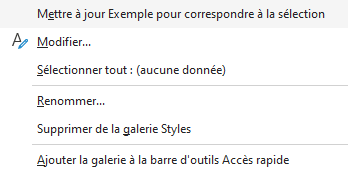 Mettre à jour Exemple pour correspondre à la sélection
Modifier...
Sélectionner tout : (aucune donnée)
Renommer...
Supprimer de la galerie Styles
Ajouter la galerie à la barre d'outils Accès rapide